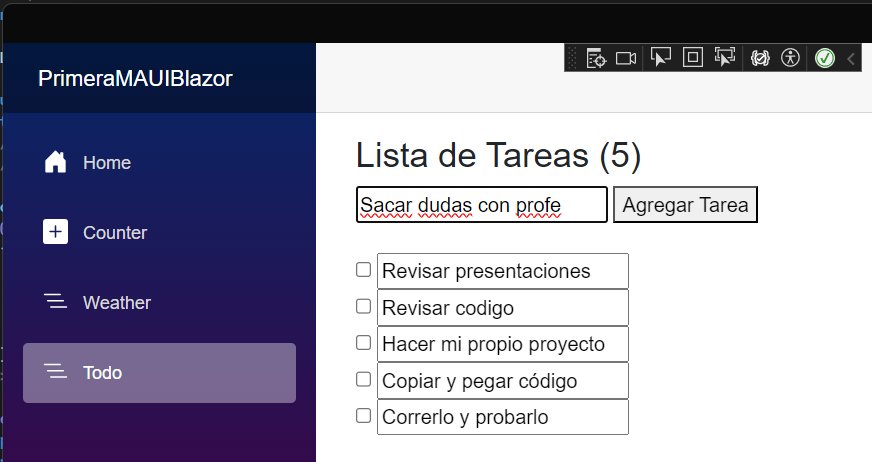 PrimeraMAUIBlazor
Home
Counter
Weather
Todo
Lista de Tareas (5)
Sacar dudas con profe
Agregar Tarea
Revisar presentaciones
Revisar codigo
Hacer mi propio proyecto
Copiar y pegar código
Correrlo y probarlo